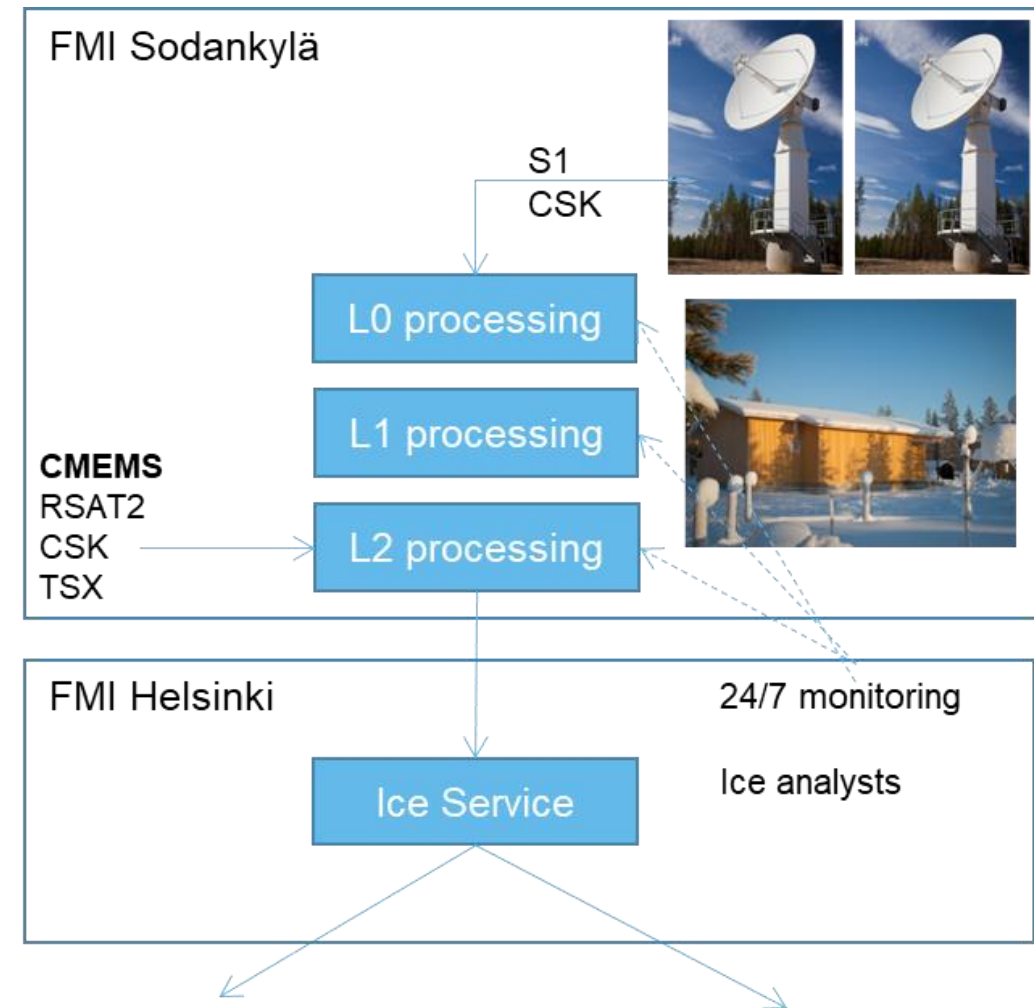 FMI Sodankylä
S1
CSK
L0 processing
L1 processing
CMEMS
RSAT2
CSK
TSX
L2 processing
FMI Helsinki
24/7 monitoring
Ice analysts
Ice Service